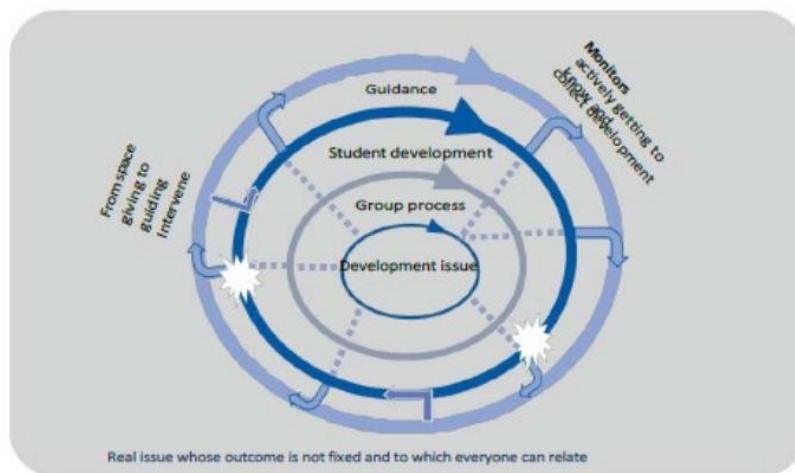 Guidance
Student development
Group process
Development issue
Monitors
actively getting to
know and
collect development
From space
giving to
guiding
Intervene
Real issue whose outcome is not fixed and to which everyone can relate